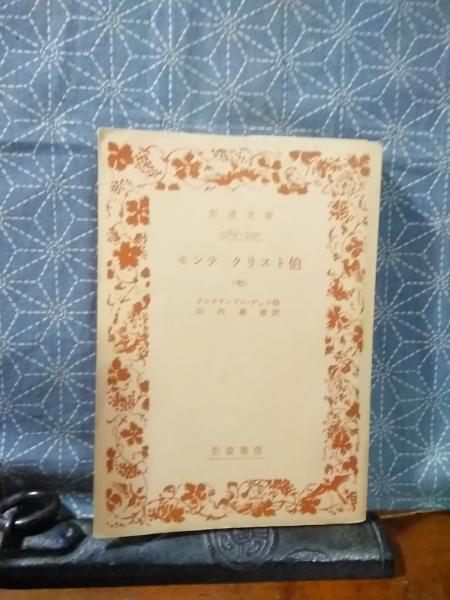 岩波文庫
モンテ・クリスト伯
(七)
アレクサンドル・デュマ作
山内義雄訳
岩波書店